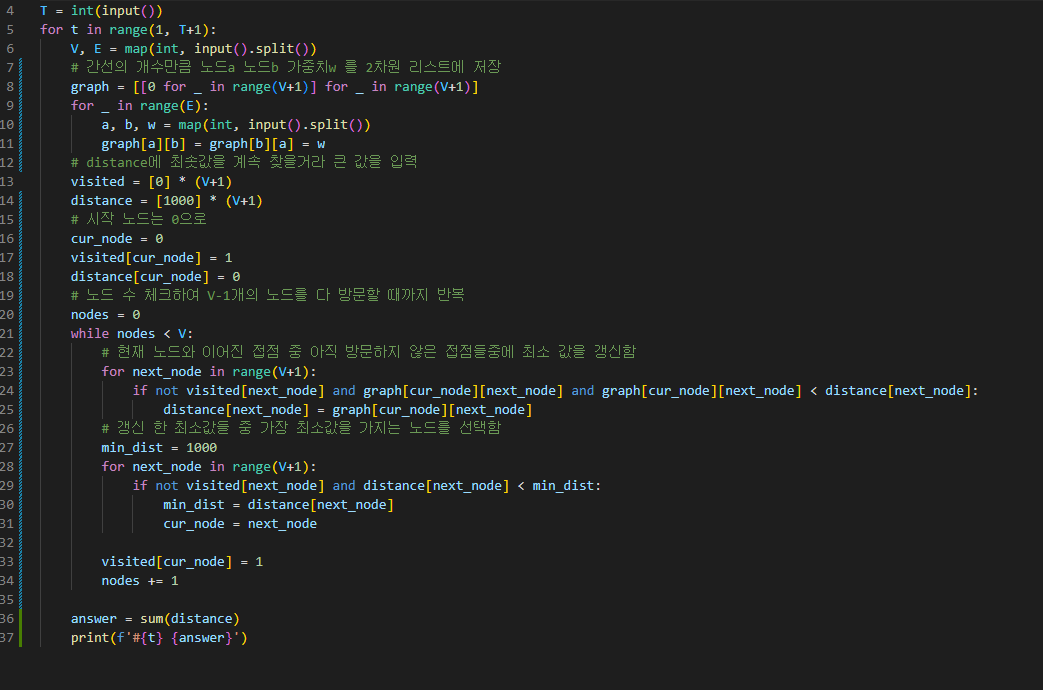 4 T = int(input())
5 for t in range(1, T+1):
6 V, E = map(int, input().split())
7 # 간선의 개수만큼 노드a 노드b 가중치w 를 2차원 리스트에 저장
8 graph = [[0 for _ in range(V+1)] for _ in range(V+1)]
9 for _ in range(E):
10 a, b, w = map(int, input().split())
11 graph[a][b] = graph[b][a] = w
12 # distance에 최솟값을 계속 찾을거라 큰 값을 입력
13 visited = [0] * (V+1)
14 distance = [1000] * (V+1)
15 # 시작 노드는 0으로
16 cur_node = 0
17 visited[cur_node] = 1
18 distance[cur_node] = 0
19 # 노드 수 체크하여 V-1개의 노드를 다 방문할 때까지 반복
20 nodes = 0
21 while nodes < V:
22 # 현재 노드와 이어진 접점 중 아직 방문하지 않은 접점들중에 최소 값을 갱신함
23 for next_node in range(V+1):
24 if not visited[next_node] and graph[cur_node][next_node] and graph[cur_node][next_node] < distance[next_node]:
25 distance[next_node] = graph[cur_node][next_node]
26 # 갱신 한 최소값들 중 가장 최소값을 가지는 노드를 선택함
27 min_dist = 1000
28 for next_node in range(V+1):
29 if not visited[next_node] and distance[next_node] < min_dist:
30 min_dist = distance[next_node]
31 cur_node = next_node
32
33 visited[cur_node] = 1
34 nodes += 1
35
36 answer = sum(distance)
37 print(f'#{t} {answer}')